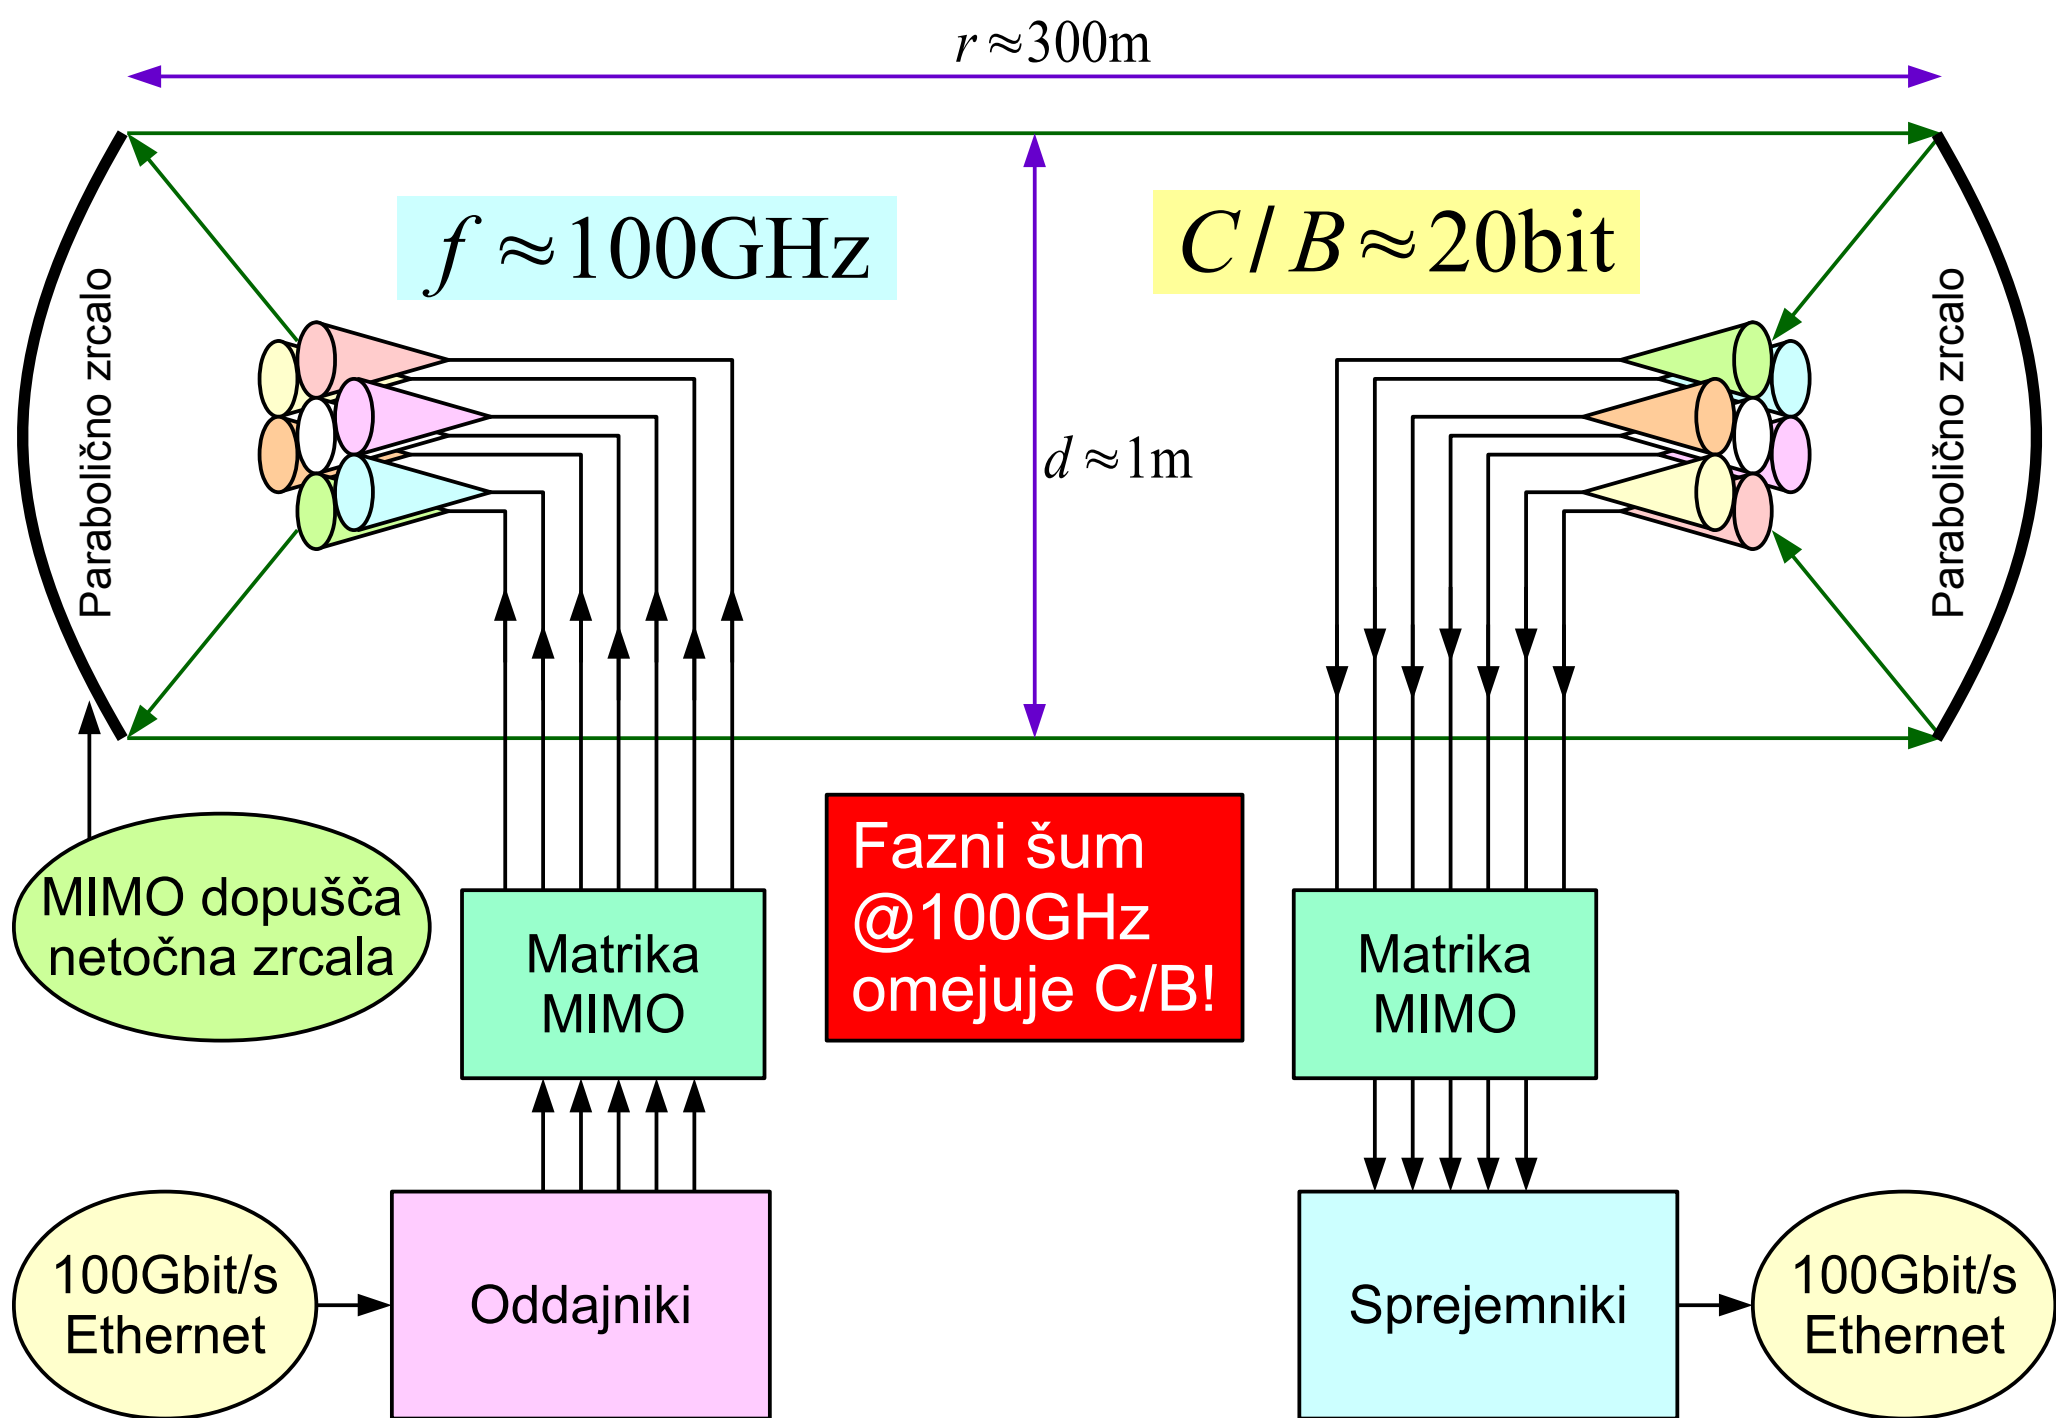 r≈300m
f≈100GHz
C/B≈20bit
Parabolično zrcalo
Parabolično zrcalo
d≈1m
MIMO dopušča
netočna zrcala
Matrika
MIMO
Fazni šum
@100GHz
omejuje C/B!
Matrika
MIMO
100Gbit/s
Ethernet
Oddajniki
Sprejemniki
100Gbit/s
Ethernet